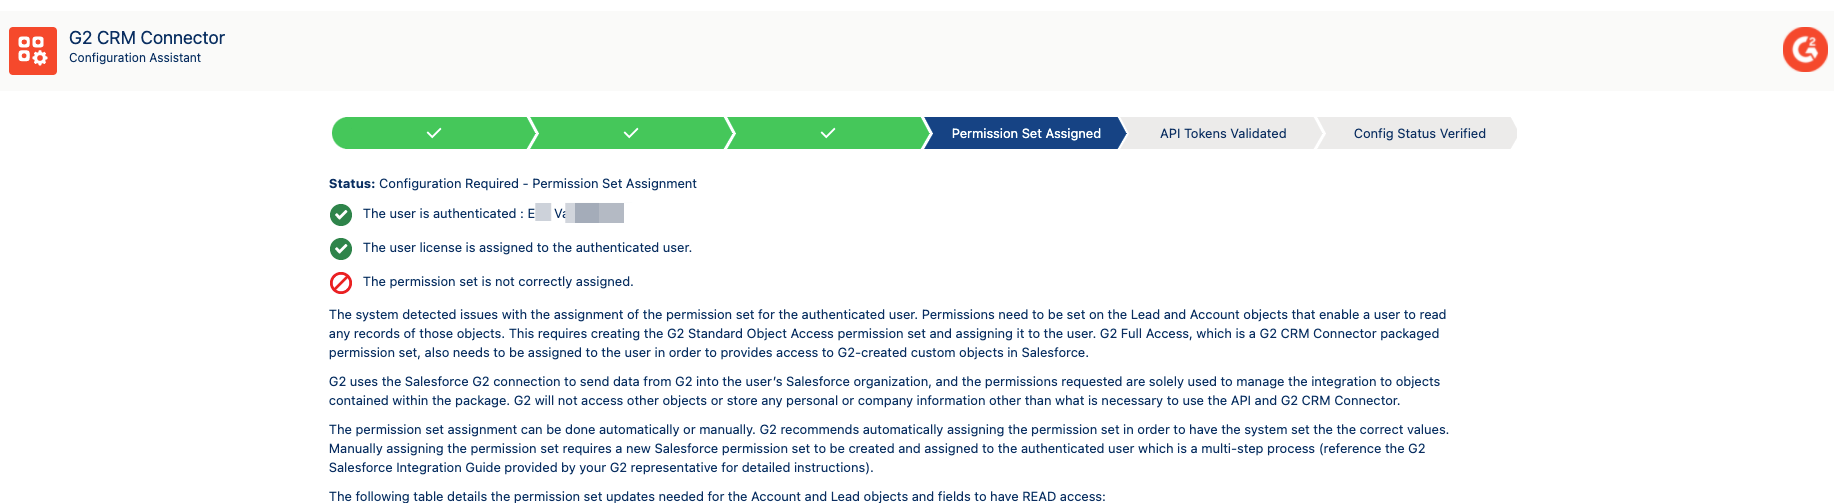 G2 CRM Connector
Configuration Assistant
Permission Set Assigned
API Tokens Validated
Config Status Verified
Status: Configuration Required - Permission Set Assignment
The user is authenticated :
The user license is assigned to the authenticated user.
The permission set is not correctly assigned.
The system detected issues with the assignment of the permission set for the authenticated user. Permissions need to be set on the Lead and Account objects that enable a user to read
any records of those objects. This requires creating the G2 Standard Object Access permission set and assigning it to the user. G2 Full Access, which is a G2 CRM Connector packaged
permission set, also needs to be assigned to the user in order to provides access to G2-created custom objects in Salesforce.
G2 uses the Salesforce G2 connection to send data from G2 into the user's Salesforce organization, and the permissions requested are solely used to manage the integration to objects
contained within the package. G2 will not access other objects or store any personal or company information other than what is necessary to use the API and G2 CRM Connector.
The permission set assignment can be done automatically or manually. G2 recommends automatically assigning the permission set in order to have the system set the the correct values.
Manually assigning the permission set requires a new Salesforce permission set to be created and assigned to the authenticated user which is a multi-step process (reference the G2
Salesforce Integration Guide provided by your G2 representative for detailed instructions).
The following table details the permission set updates needed for the Account and Lead objects and fields to have READ access: